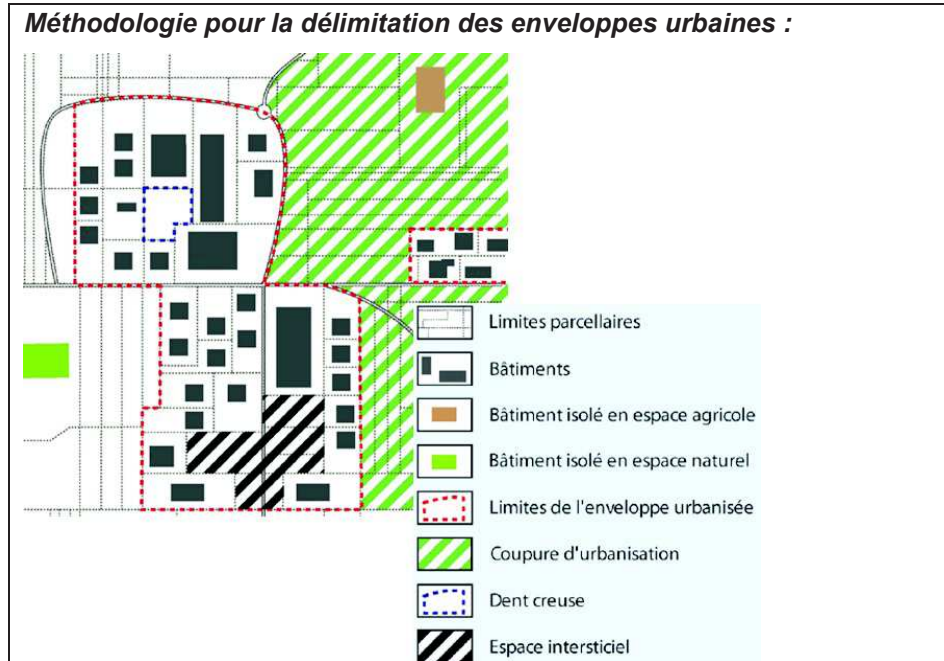 Méthodologie pour la délimitation des enveloppes urbaines :
Limites parcellaires
Bâtiments
Bâtiment isolé en espace agricole
Bâtiment isolé en espace naturel
Limites de l'enveloppe urbanisée
Coupure d'urbanisation
Dent creuse
Espace intersticiel